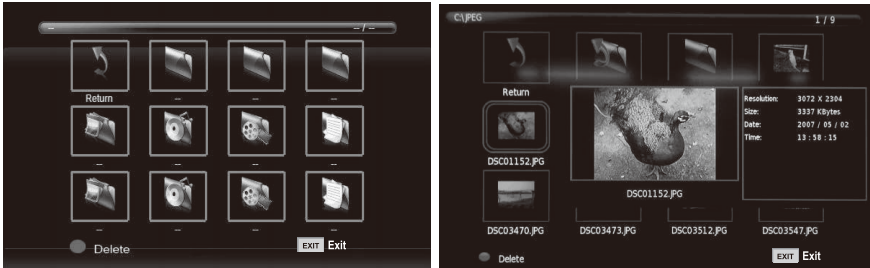 --
-- / --
Return
--
--
--
--
--
--
--
--
--
--
--
Delete
EXIT Exit
C:\JPEG
1 / 9
Return
Resolution: 3072 X 2304
Size: 3337 KBytes
Date: 2007 / 05 / 02
Time: 13 : 58 : 15
DSC01152.JPG
DSC01152.JPG
DSC03470.JPG
DSC03473.JPG
DSC03512.JPG
DSC03547.JPG
Delete
EXIT Exit